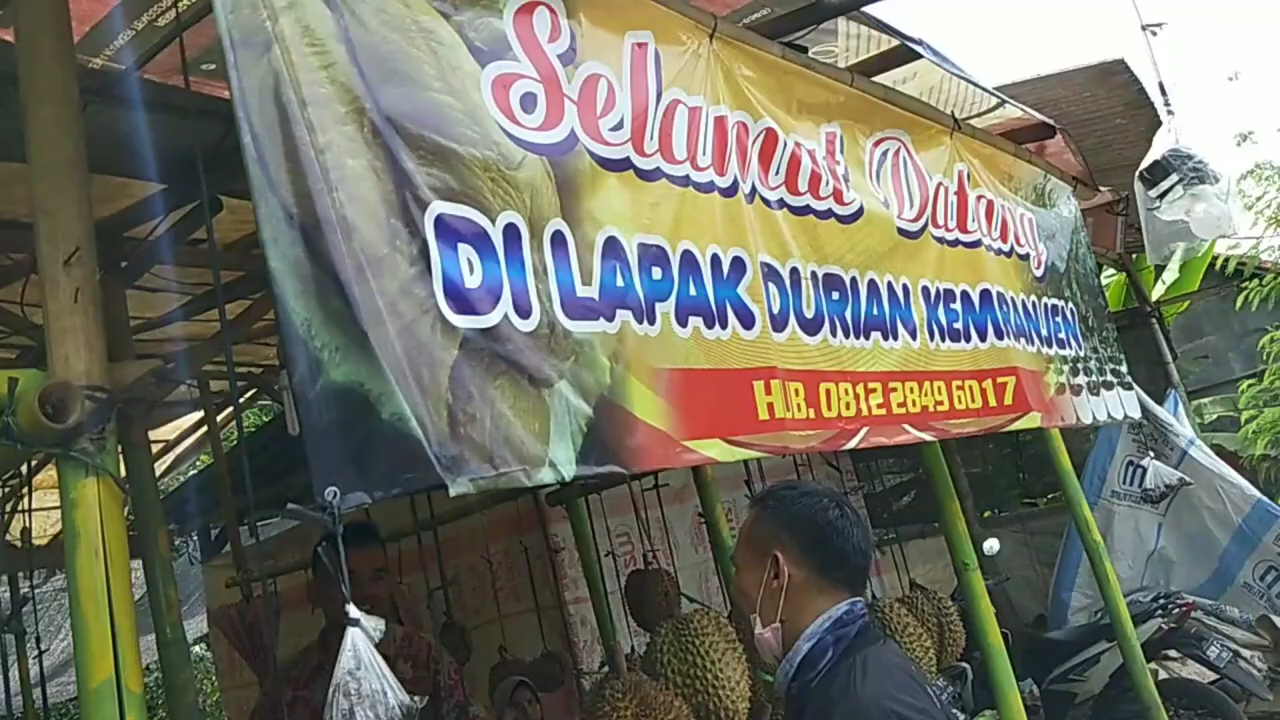 Selamat Datang
DI LAPAK DURIAN KEMRANJEN
HUB. 0812 2849 6017